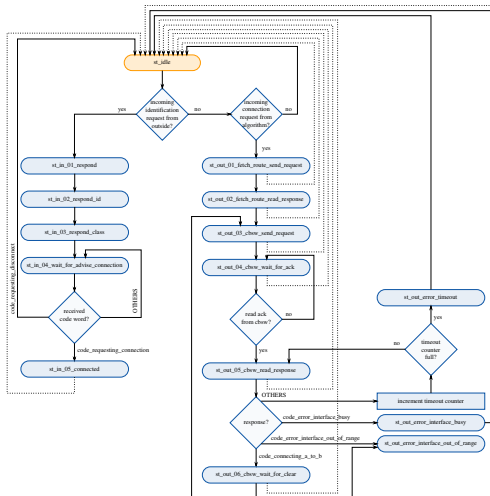 st_idle
incoming
identification
request from
outside?
incoming
connection
request from
algorithm?
yes
no
no
yes
st_in_01_respond
st_out_01_fetch_route_send_request
st_in_02_respond_id
st_out_02_fetch_route_read_response
st_in_03_respond_class
st_out_03_cbsw_send_request
st_in_04_wait_for_advise_connection
st_out_04_cbsw_wait_for_ack
code_requesting_disconnect
OTHERS
received
code word?
read ack
from cbsw?
no
st_out_error_timeout
yes
timeout
counter
full?
no
code_requesting_connection
yes
st_in_05_connected
st_out_05_cbsw_read_response
OTHERS
increment timeout counter
response?
code_error_interface_busy
st_out_error_interface_busy
code_error_interface_out_of_range
st_out_error_interface_out_of_range
code_connecting_a_to_b
st_out_06_cbsw_wait_for_clear